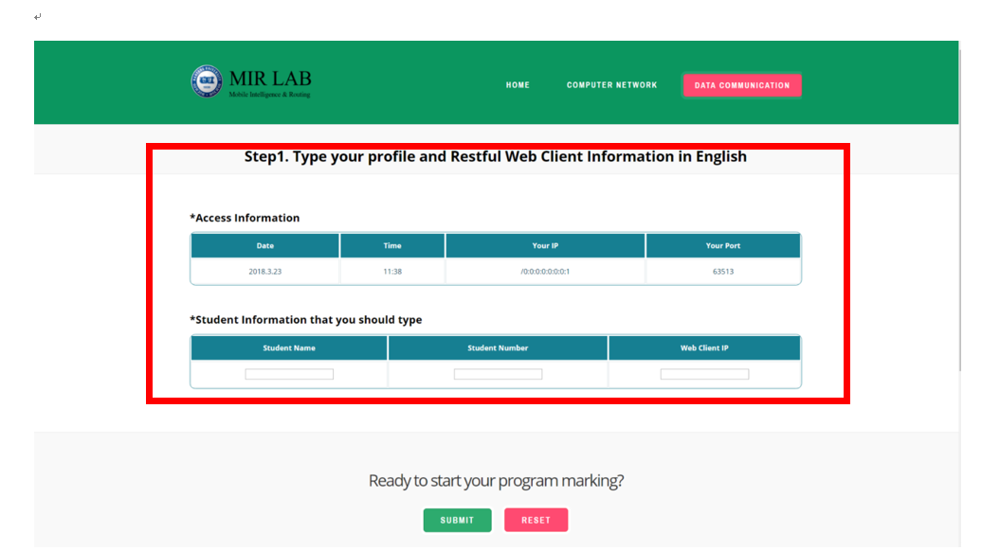 MIR LAB
Mobile Intelligence & Routing
HOME COMPUTER NETWORK DATA COMMUNICATION
Step1. Type your profile and Restful Web Client Information in English
*Access Information
Date Time Your IP Your Port
2018.3.23 11:38 /0:0:0:0:0:0:0:1 63513
*Student Information that you should type
Student Name Student Number Web Client IP
Ready to start your program marking?
SUBMIT RESET